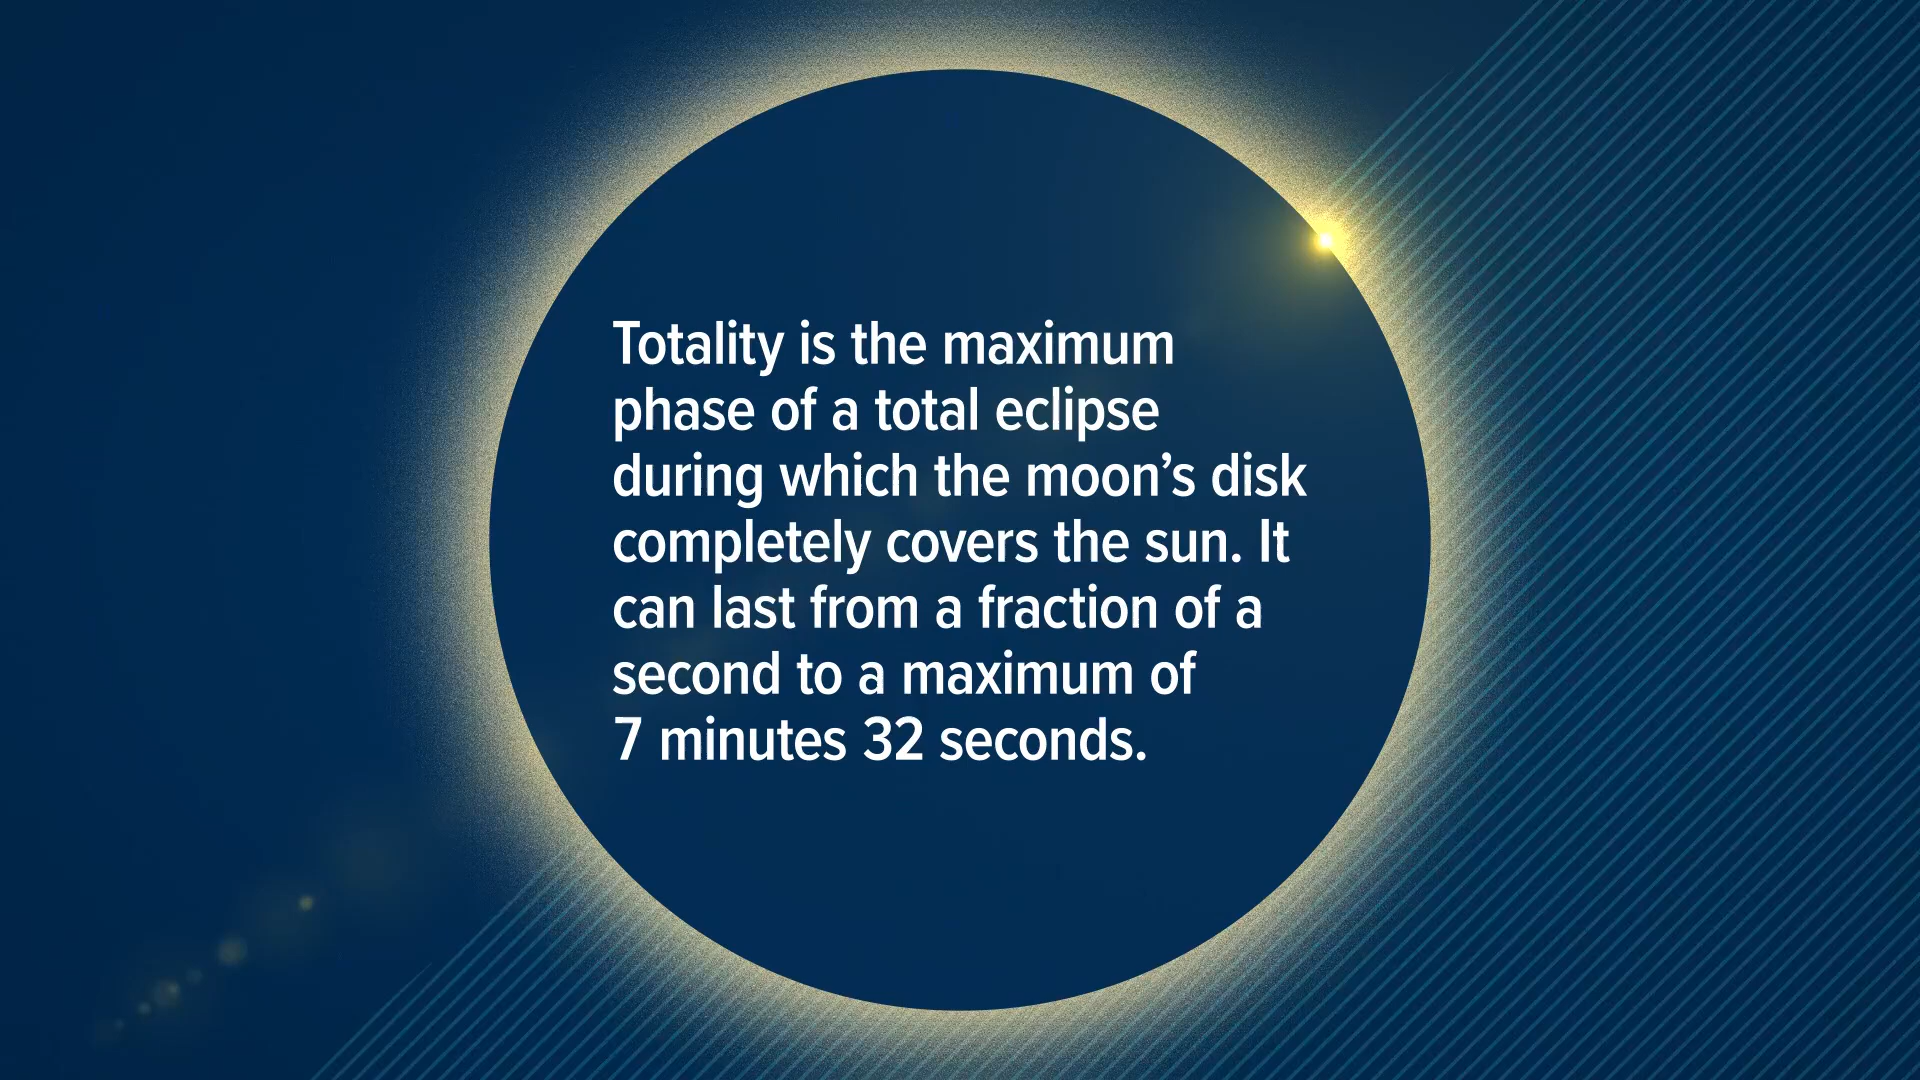 Totality is the maximum
phase of a total eclipse
during which the moon’s disk
completely covers the sun. It
can last from a fraction of a
second to a maximum of
7 minutes 32 seconds.